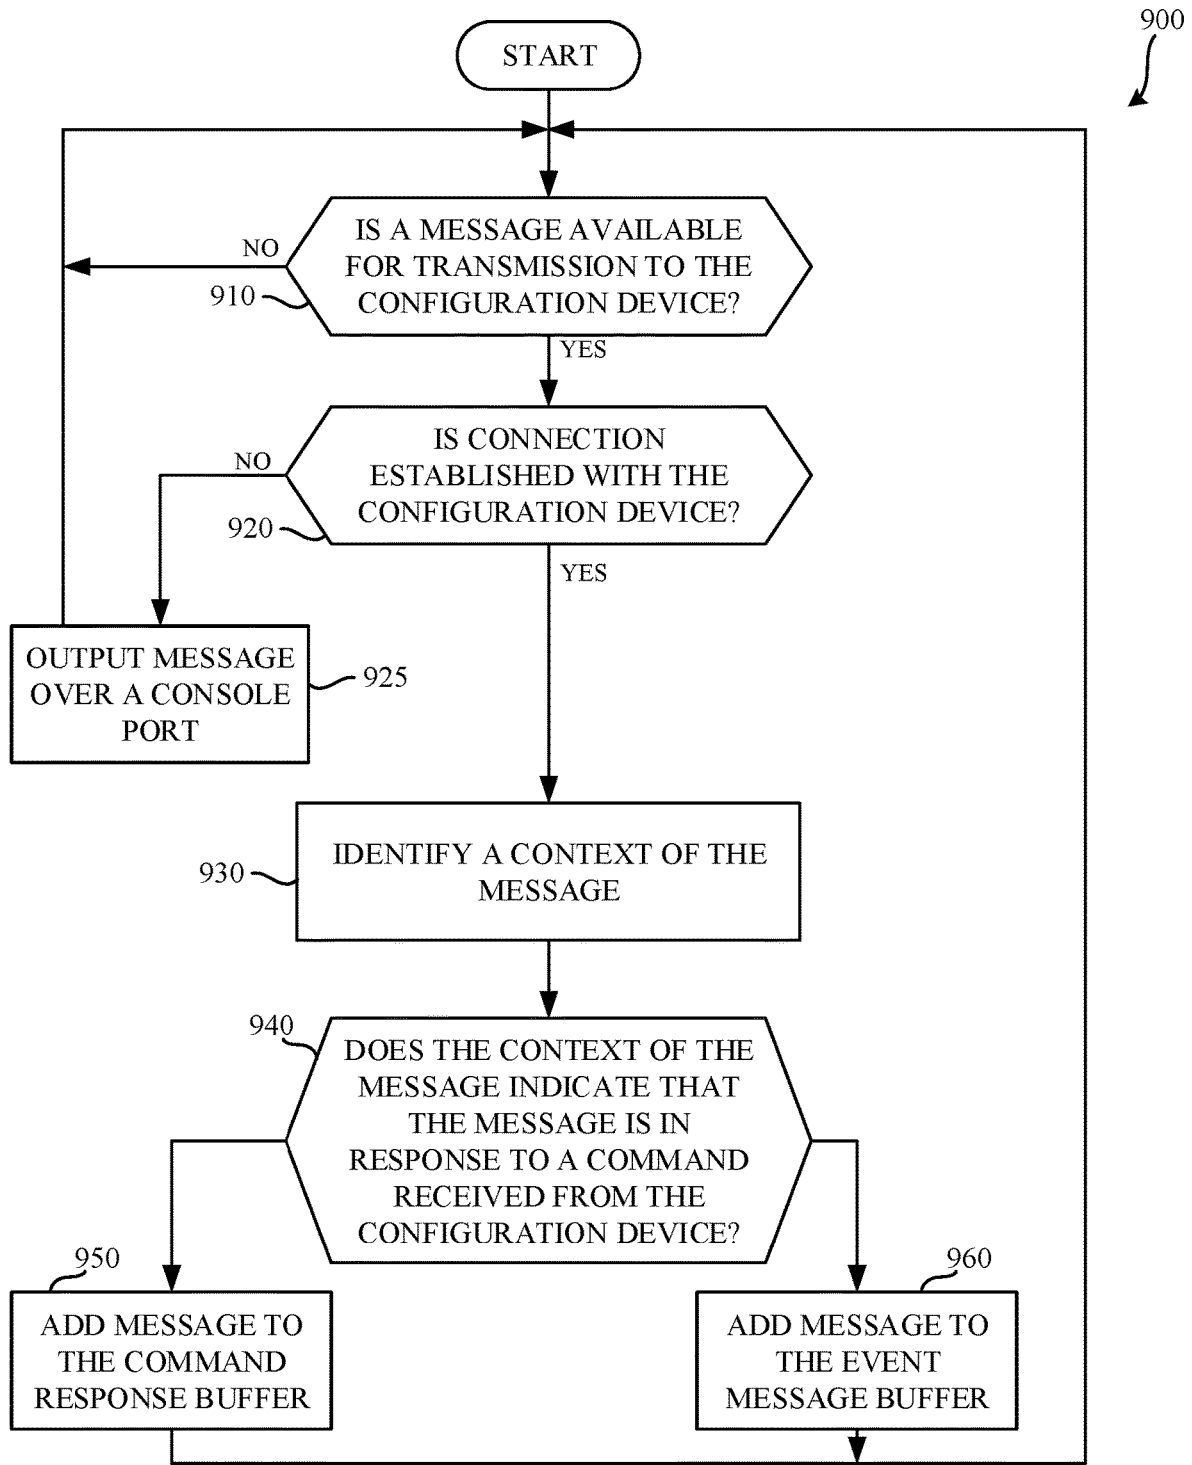 900
START
IS A MESSAGE AVAILABLE
FOR TRANSMISSION TO THE
CONFIGURATION DEVICE?
NO
910
YES
IS CONNECTION
ESTABLISHED WITH THE
CONFIGURATION DEVICE?
NO
920
YES
OUTPUT MESSAGE
OVER A CONSOLE
PORT
925
IDENTIFY A CONTEXT OF THE
MESSAGE
930
940
DOES THE CONTEXT OF THE
MESSAGE INDICATE THAT
THE MESSAGE IS IN
RESPONSE TO A COMMAND
RECEIVED FROM THE
CONFIGURATION DEVICE?
950
ADD MESSAGE TO
THE COMMAND
RESPONSE BUFFER
960
ADD MESSAGE TO
THE EVENT
MESSAGE BUFFER